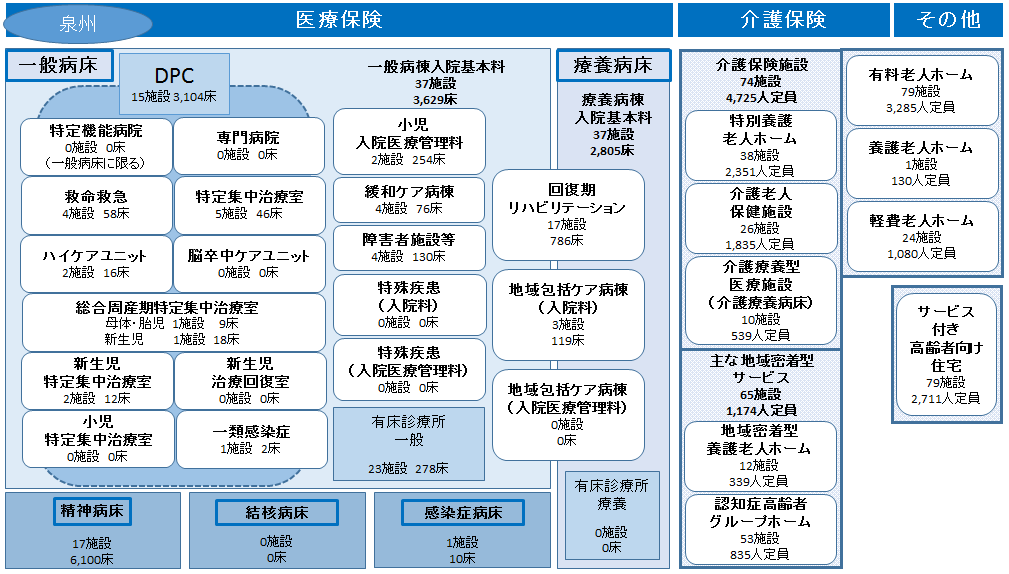 泉州
医療保険
介護保険
その他
一般病床
DPC
15施設 3,104床
特定機能病院
0施設 0床
（一般病床に限る）
専門病院
0施設 0床
救命救急
4施設 58床
特定集中治療室
5施設 46床
ハイケアユニット
2施設 16床
脳卒中ケアユニット
0施設 0床
総合周産期特定集中治療室
母体・胎児 1施設 9床
新生児 1施設 18床
新生児
特定集中治療室
2施設 12床
新生児
治療回復室
0施設 0床
小児
特定集中治療室
0施設 0床
一類感染症
1施設 2床
一般病棟入院基本料
37施設
3,629床
小児
入院医療管理料
2施設 254床
緩和ケア病棟
4施設 76床
障害者施設等
4施設 130床
特殊疾患
（入院料）
0施設 0床
特殊疾患
（入院医療管理料）
0施設 0床
有床診療所
一般
23施設 278床
療養病床
療養病棟
入院基本料
37施設
2,805床
回復期
リハビリテーション
17施設
786床
地域包括ケア病棟
（入院料）
3施設
119床
地域包括ケア病棟
（入院医療管理料）
0施設
0床
有床診療所
療養
0施設
0床
精神病床
17施設
6,100床
結核病床
0施設
0床
感染症病床
1施設
10床
介護保険施設
74施設
4,725人定員
特別養護
老人ホーム
38施設
2,351人定員
介護老人
保健施設
26施設
1,835人定員
介護療養型
医療施設
（介護療養病床）
10施設
539人定員
主な地域密着型
サービス
65施設
1,174人定員
地域密着型
養護老人ホーム
12施設
339人定員
認知症高齢者
グループホーム
53施設
835人定員
有料老人ホーム
79施設
3,285人定員
養護老人ホーム
1施設
130人定員
軽費老人ホーム
24施設
1,080人定員
サービス
付き
高齢者向け
住宅
79施設
2,711人定員